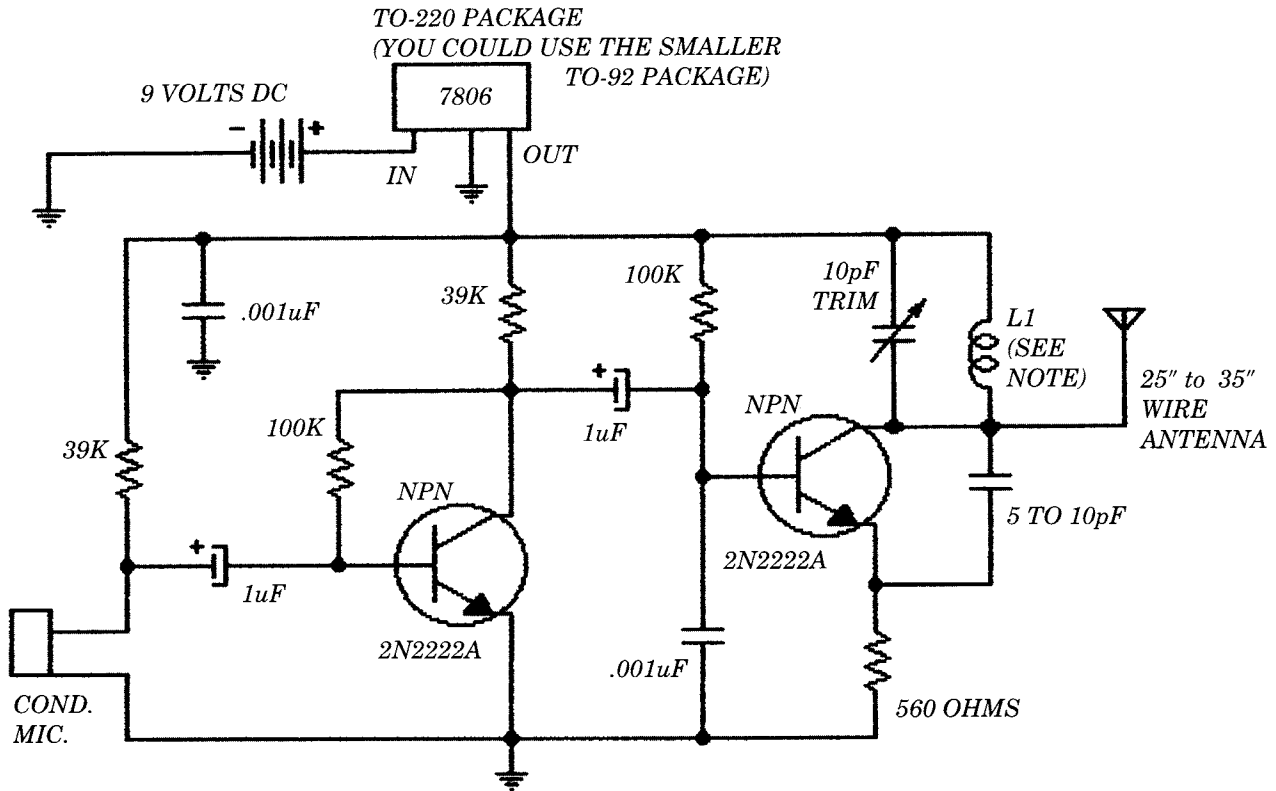 TO-220 PACKAGE
(YOU COULD USE THE SMALLER
TO-92 PACKAGE)
9 VOLTS DC
7806
- +
IN
OUT
.001uF
39K
100K
10pF
TRIM
L1
(SEE
NOTE)
25" to 35"
WIRE
ANTENNA
39K
100K
+
1uF
NPN
NPN
5 TO 10pF
+
1uF
2N2222A
2N2222A
.001uF
560 OHMS
COND.
MIC.